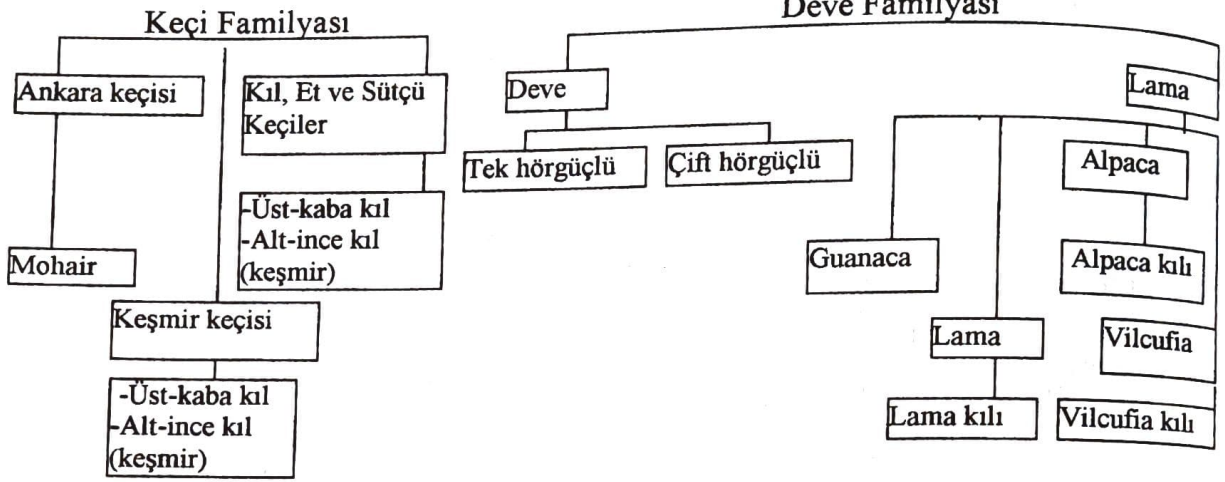 Keçi Familyası
Ankara keçisi
Kıl, Et ve Sütçü
Keçiler
-Üst-kaba kıl
-Alt-ince kıl
(keşmir)
Mohair
Keşmir keçisi
-Üst-kaba kıl
-Alt-ince kıl
(keşmir)
Deve Familyası
Deve
Lama
Tek hörgüçlü
Çift hörgüçlü
Alpaca
Guanaca
Alpaca kılı
Lama
Vilcufia
Lama kılı
Vilcufia kılı